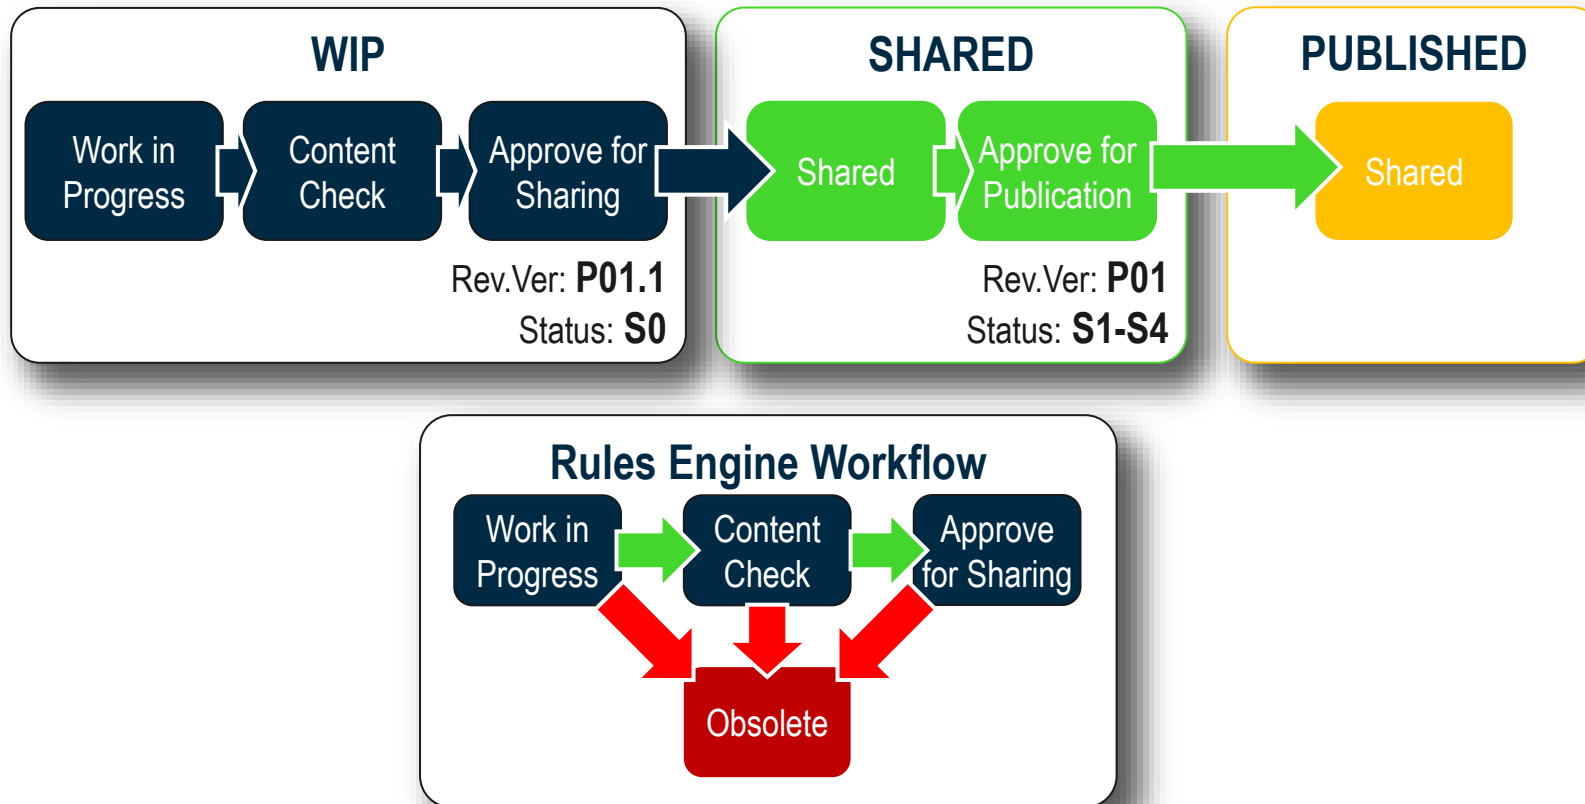 WIP
Work in
Progress
Content
Check
Approve for
Sharing
Rev.Ver: P01.1
Status: S0
SHARED
Shared
Approve for
Publication
Rev.Ver: P01
Status: S1-S4
PUBLISHED
Shared
Rules Engine Workflow
Work in
Progress
Content
Check
Approve
for Sharing
Obsolete